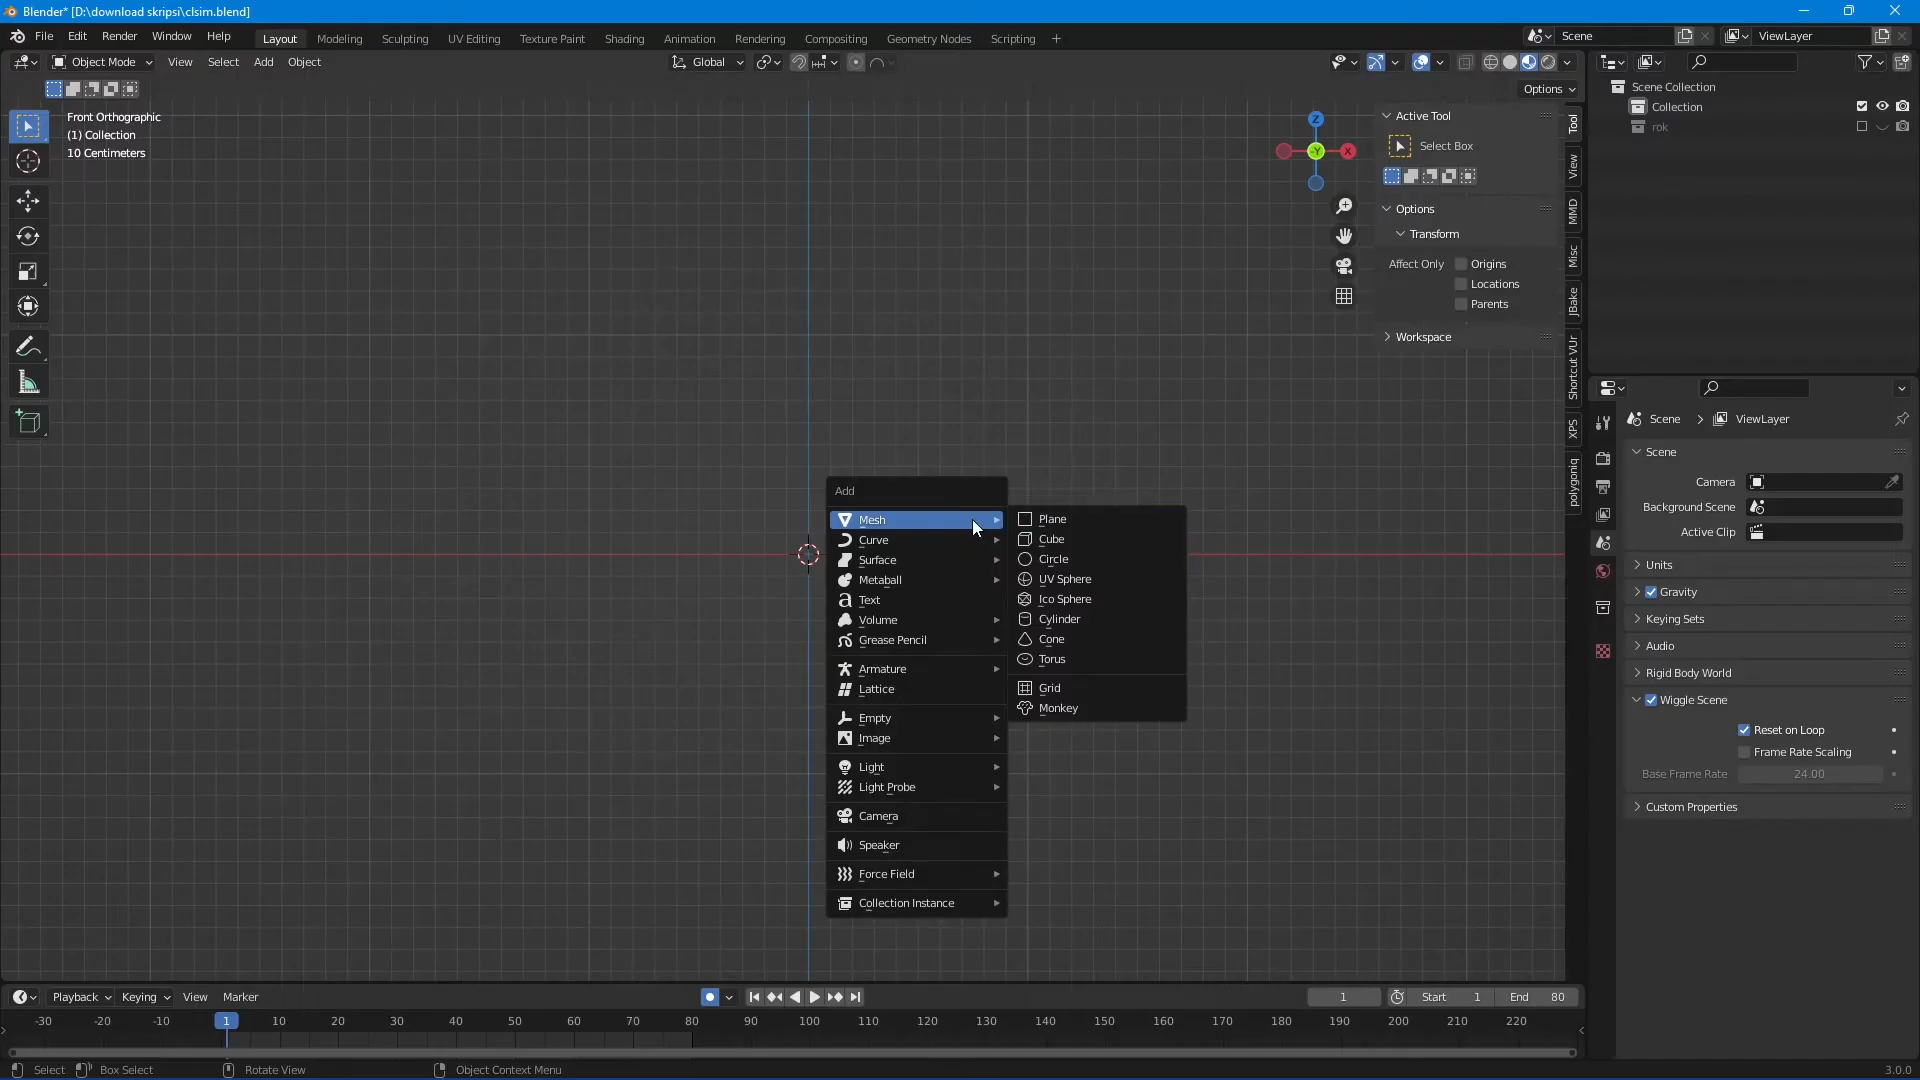 Blender* [D:\download skripsi\clsim.blend]
File Edit Render Window Help Layout Modeling Sculpting UV Editing Texture Paint Shading Animation Rendering Compositing Geometry Nodes Scripting + Scene ViewLayer
Object Mode View Select Add Object Global
Options
Front Orthographic
(1) Collection
10 Centimeters
Z
-Y
X
Active Tool
Select Box
Options
Transform
Affect Only Origins
Locations
Parents
Workspace
Tool
View
MMD
Misc
JBake
Shortcut VUr
XPS
polygoniq
Scene Collection
Collection
rok
Add
Mesh
Curve
Surface
Metaball
Text
Volume
Grease Pencil
Armature
Lattice
Empty
Image
Light
Light Probe
Camera
Speaker
Force Field
Collection Instance
Plane
Cube
Circle
UV Sphere
Ico Sphere
Cylinder
Cone
Torus
Grid
Monkey
Scene > ViewLayer
Scene
Camera
Background Scene
Active Clip
Units
Gravity
Keying Sets
Audio
Rigid Body World
Wiggle Scene
Reset on Loop
Frame Rate Scaling
Base Frame Rate 24.00
Custom Properties
Playback Keying View Marker 1 Start 1 End 80
-30 -20 -10 1 10 20 30 40 50 60 70 80 90 100 110 120 130 140 150 160 170 180 190 200 210 220
Select Box Select Rotate View Object Context Menu 3.0.0